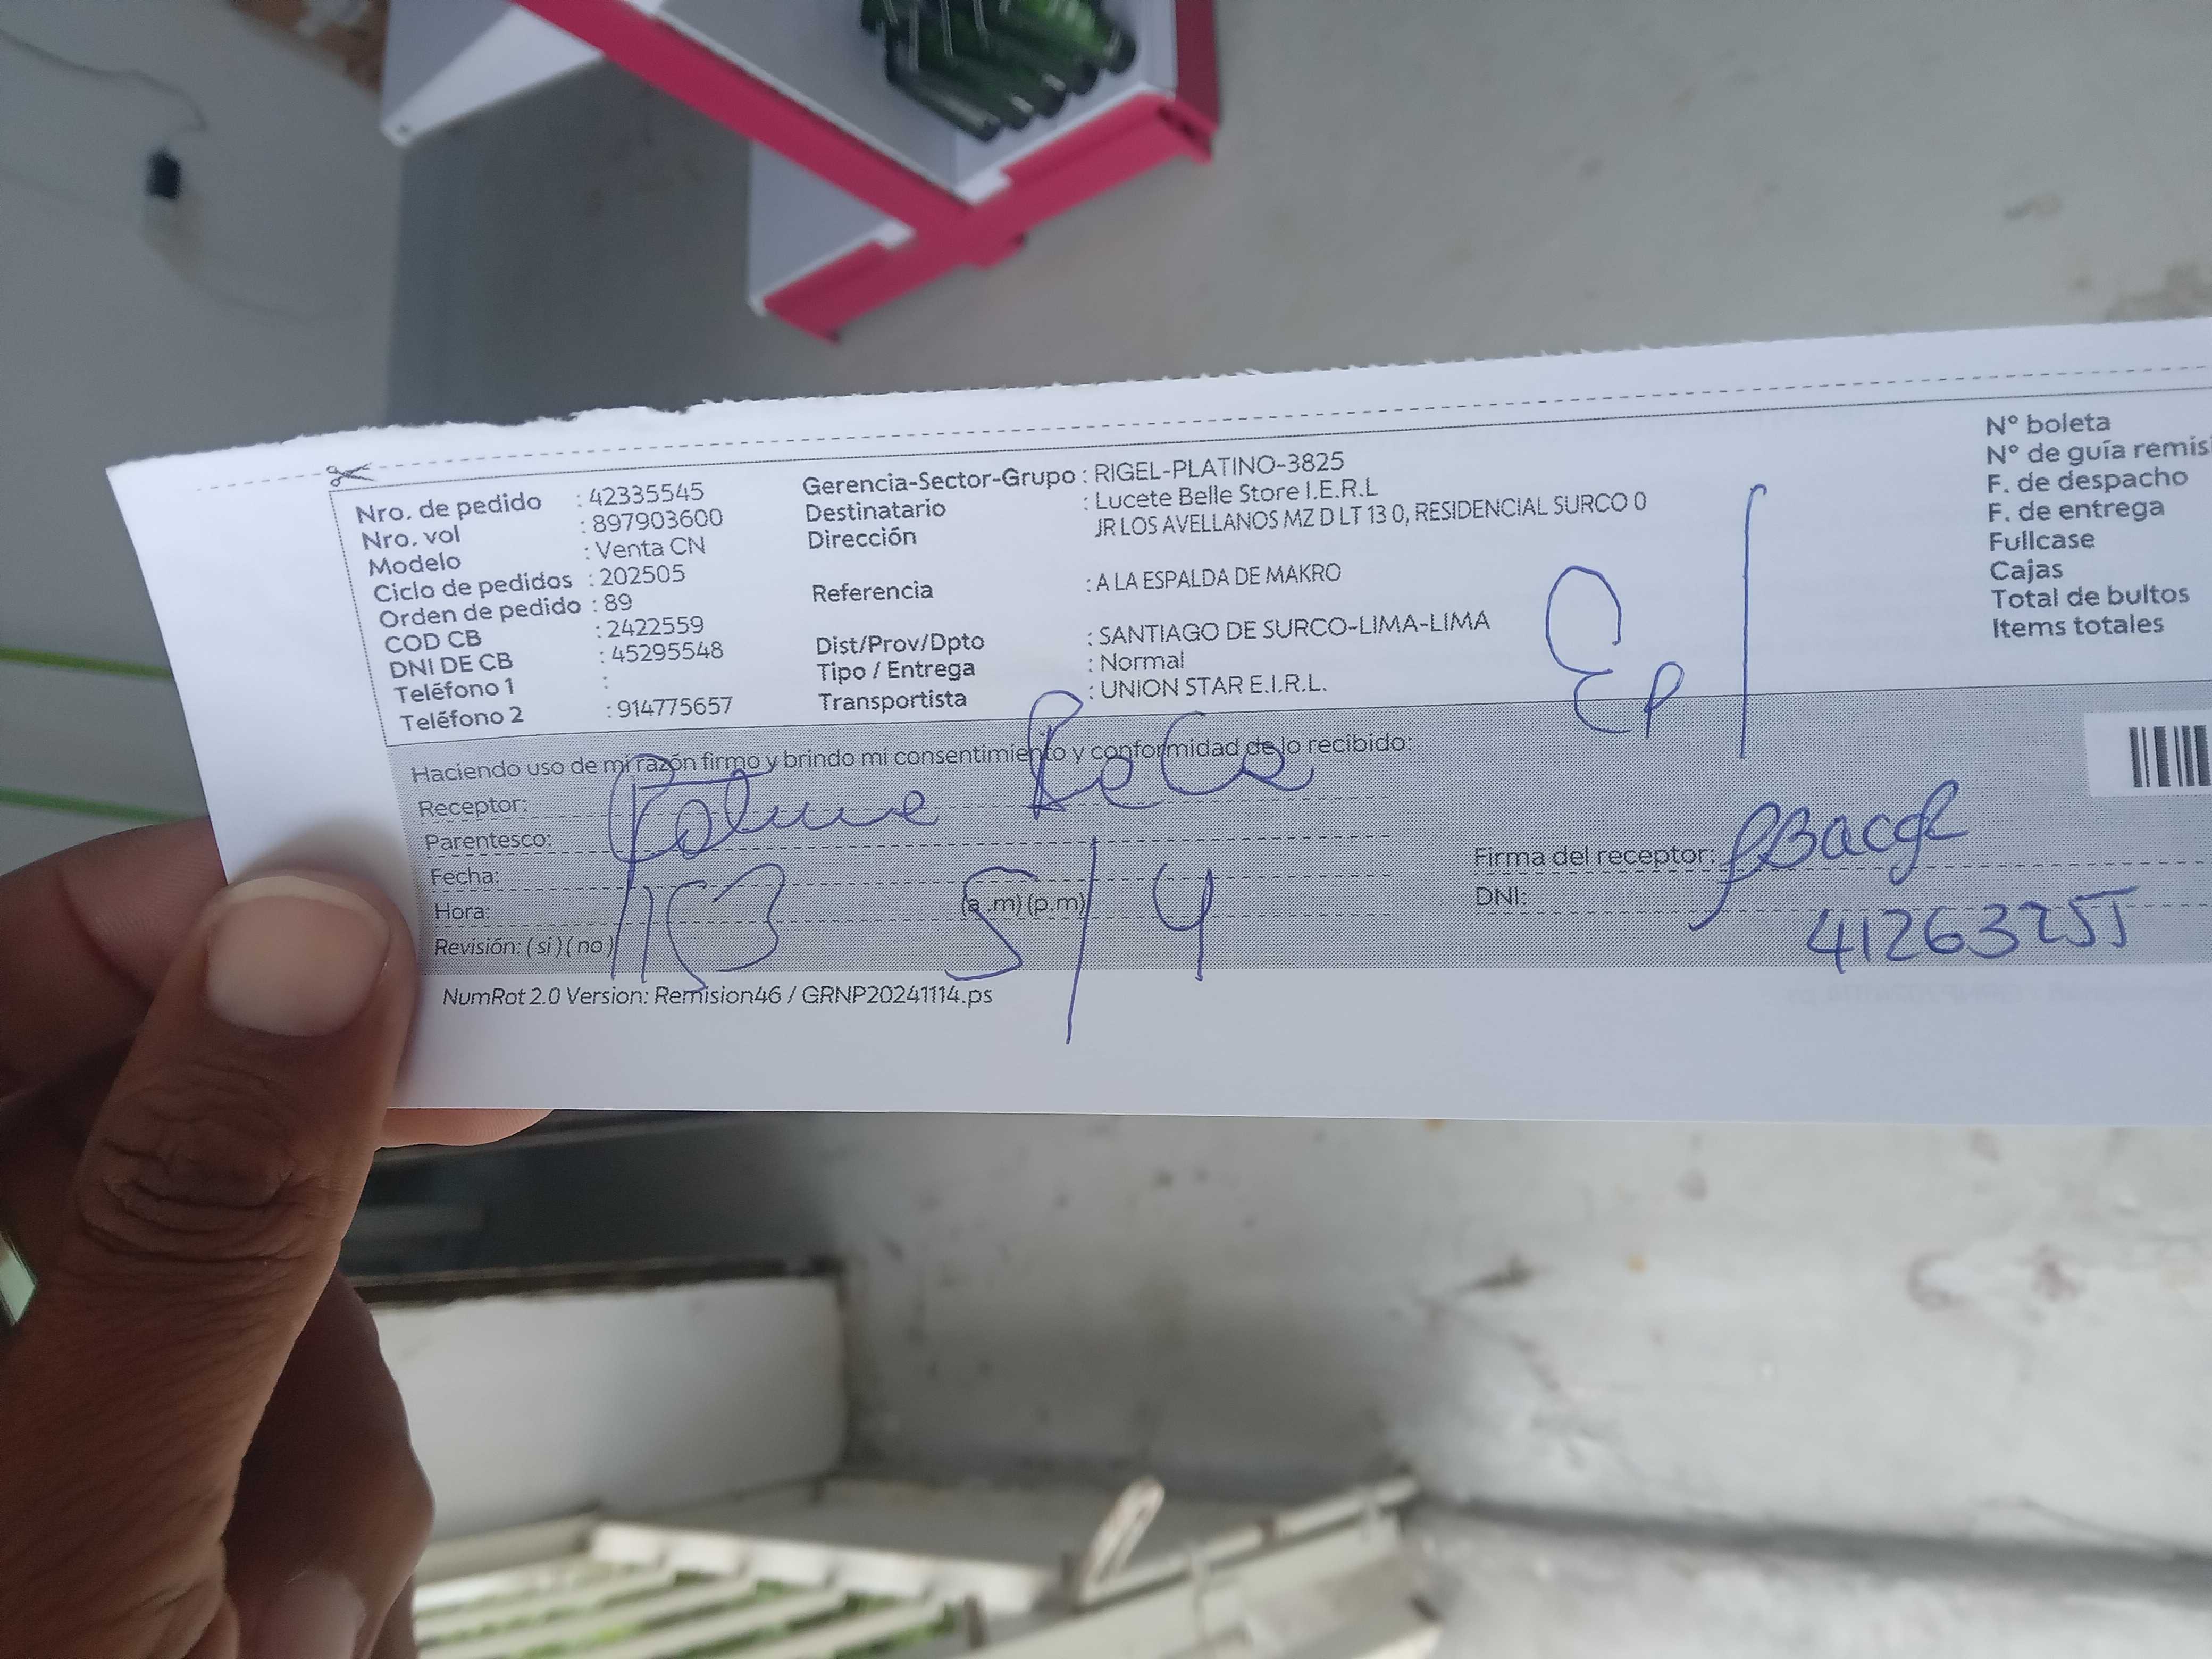 Nro. de pedido : 42335545
Nro. vol : 897903600
Modelo : Venta CN
Ciclo de pedidos : 202505
Orden de pedido : 89
COD CB : 2422559
DNI DE CB : 45295548
Teléfono 1 :
Teléfono 2 : 914775657
Gerencia-Sector-Grupo : RIGEL-PLATINO-3825
Destinatario : Lucete Belle Store I.E.R.L
Dirección JR LOS AVELLANOS MZ D LT 13 0, RESIDENCIAL SURCO 0
Referencia : A LA ESPALDA DE MAKRO
Dist/Prov/Dpto : SANTIAGO DE SURCO-LIMA-LIMA
Tipo / Entrega : Normal
Transportista : UNION STAR E.I.R.L.
N° boleta
N° de guía remis
F. de despacho
F. de entrega
Fullcase
Cajas
Total de bultos
Items totales
Haciendo uso de mi razón firmo y brindo mi consentimiento y conformidad de lo recibido:
Receptor:
Parentesco:
Fecha:
Hora: (a.m) (p.m)
Revisión: (si) (no)
Firma del receptor:
DNI: 41263255
NumRot 2.0 Version: Remision46 / GRNP20241114.ps